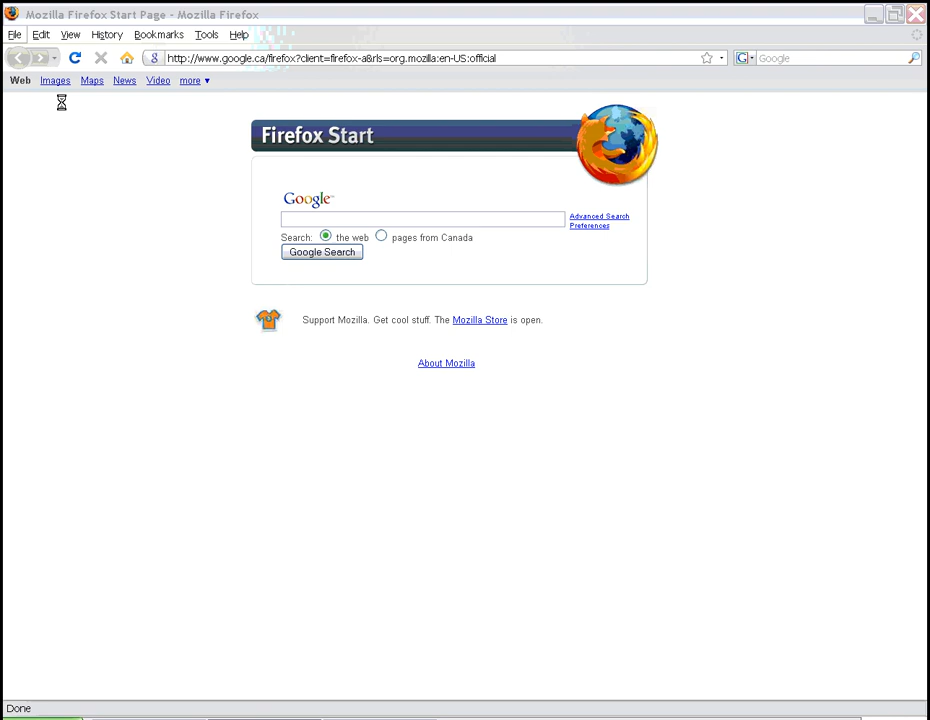 Mozilla Firefox Start Page - Mozilla Firefox
File Edit View History Bookmarks Tools Help
http://www.google.ca/firefox?client=firefox-a&rls=org.mozilla:en-US:official
G Google
Web Images Maps News Video more ▾
Firefox Start
Google™
Advanced Search
Preferences
Search: the web pages from Canada
Google Search
Support Mozilla. Get cool stuff. The Mozilla Store is open.
About Mozilla
Done